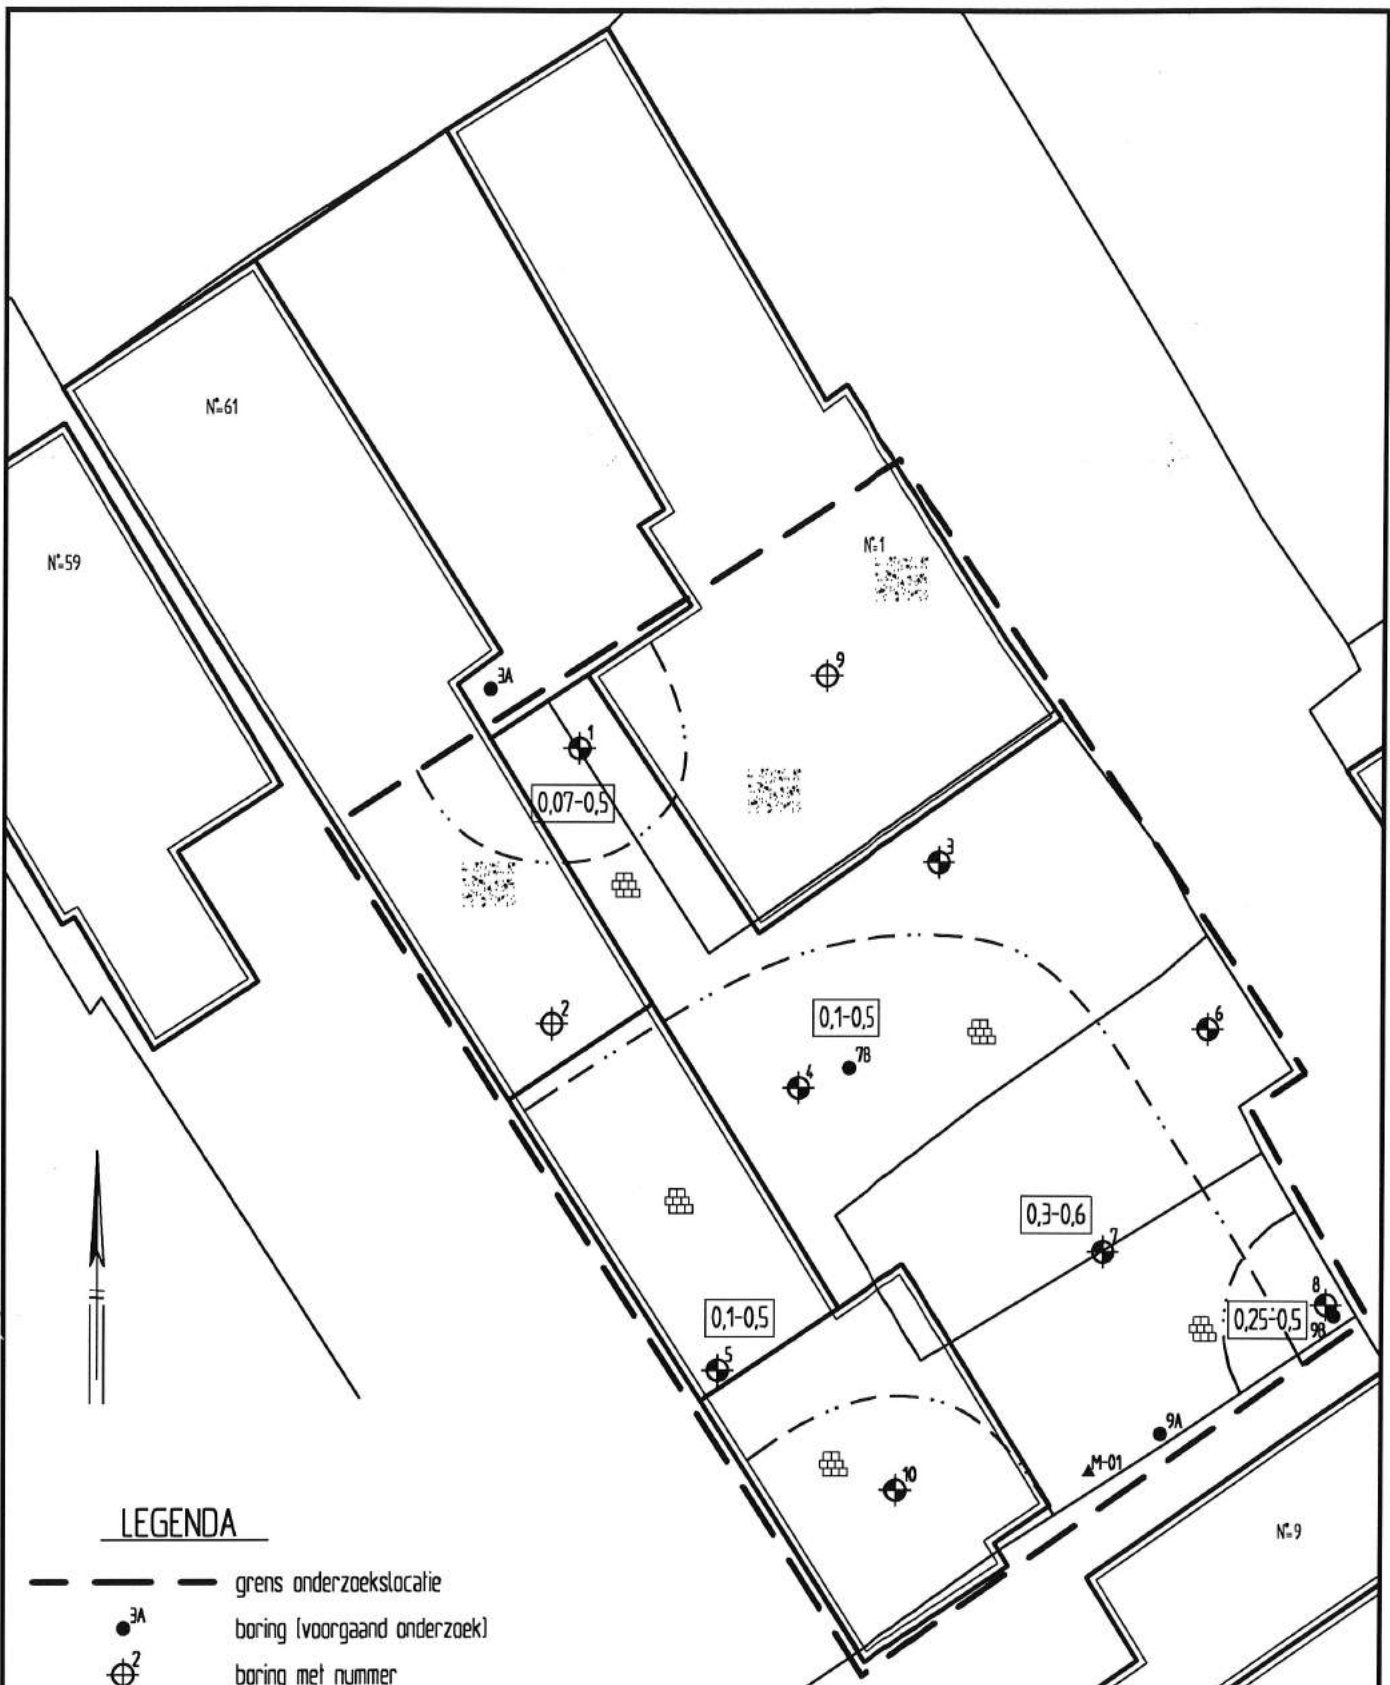 N°=61
N°=59
N°=1
9
3A
1
0,07-0,5
3
2
0,1-0,5
6
7B
4
0,3-0,6
7
8
0,1-0,5
0,25-0,5
9B
5
9A
M-01
10
N°=9
LEGENDA
grens onderzoekslocatie
3A
boring (voorgaand onderzoek)
2
boring met nummer